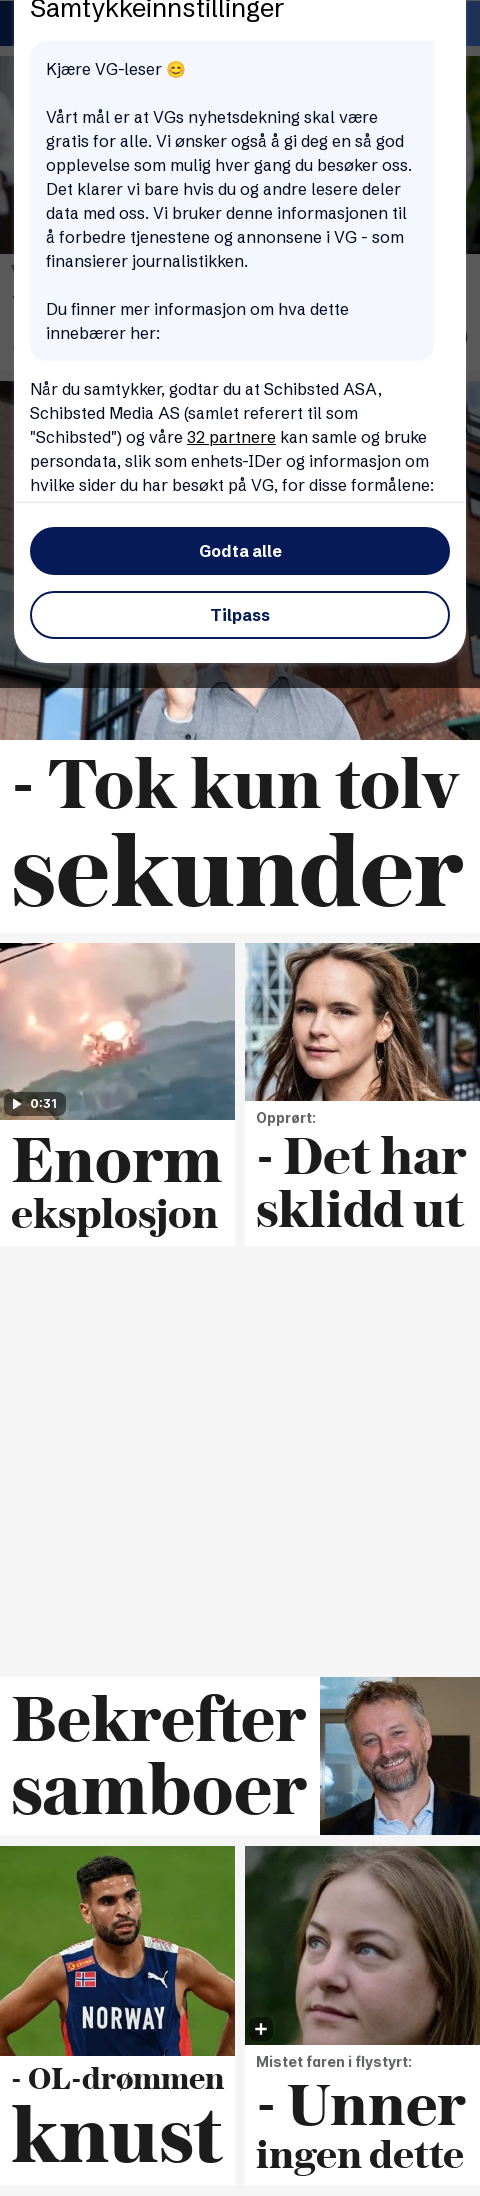 Samtykkeinnstillinger
Kjære VG-leser 😊
Vårt mål er at VGs nyhetsdekning skal være
gratis for alle. Vi ønsker også å gi deg en så god
opplevelse som mulig hver gang du besøker oss.
Det klarer vi bare hvis du og andre lesere deler
data med oss. Vi bruker denne informasjonen til
å forbedre tjenestene og annonsene i VG - som
finansierer journalistikken.
Du finner mer informasjon om hva dette
innebærer her:
Når du samtykker, godtar du at Schibsted ASA,
Schibsted Media AS (samlet referert til som
"Schibsted") og våre 32 partnere kan samle og bruke
persondata, slik som enhets-IDer og informasjon om
hvilke sider du har besøkt på VG, for disse formålene:
Godta alle
Tilpass
- Tok kun tolv
sekunder
0:31
Enorm
eksplosjon
Opprørt:
- Det har
sklidd ut
Bekrefter
samboer
NORWAY
- OL-drømmen
knust
Mistet faren i flystyrt:
- Unner
ingen dette